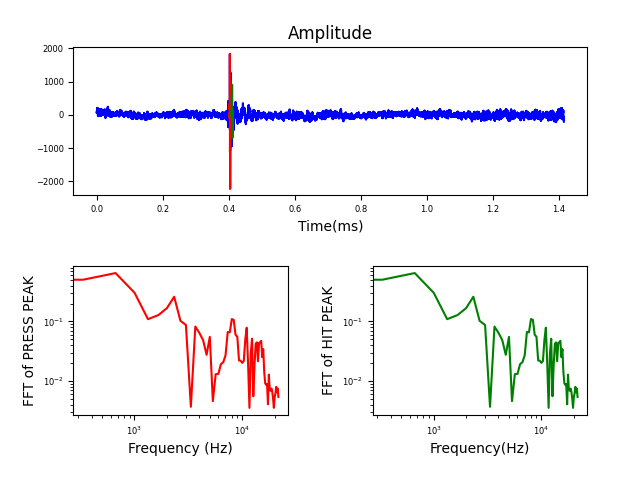 Amplitude
2000
1000
0
−1000
−2000
0.0 0.2 0.4 0.6 0.8 1.0 1.2 1.4
Time(ms)
FFT of PRESS PEAK
10⁻¹
10⁻²
10³ 10⁴
Frequency (Hz)
FFT of HIT PEAK
10⁻¹
10⁻²
10³ 10⁴
Frequency(Hz)